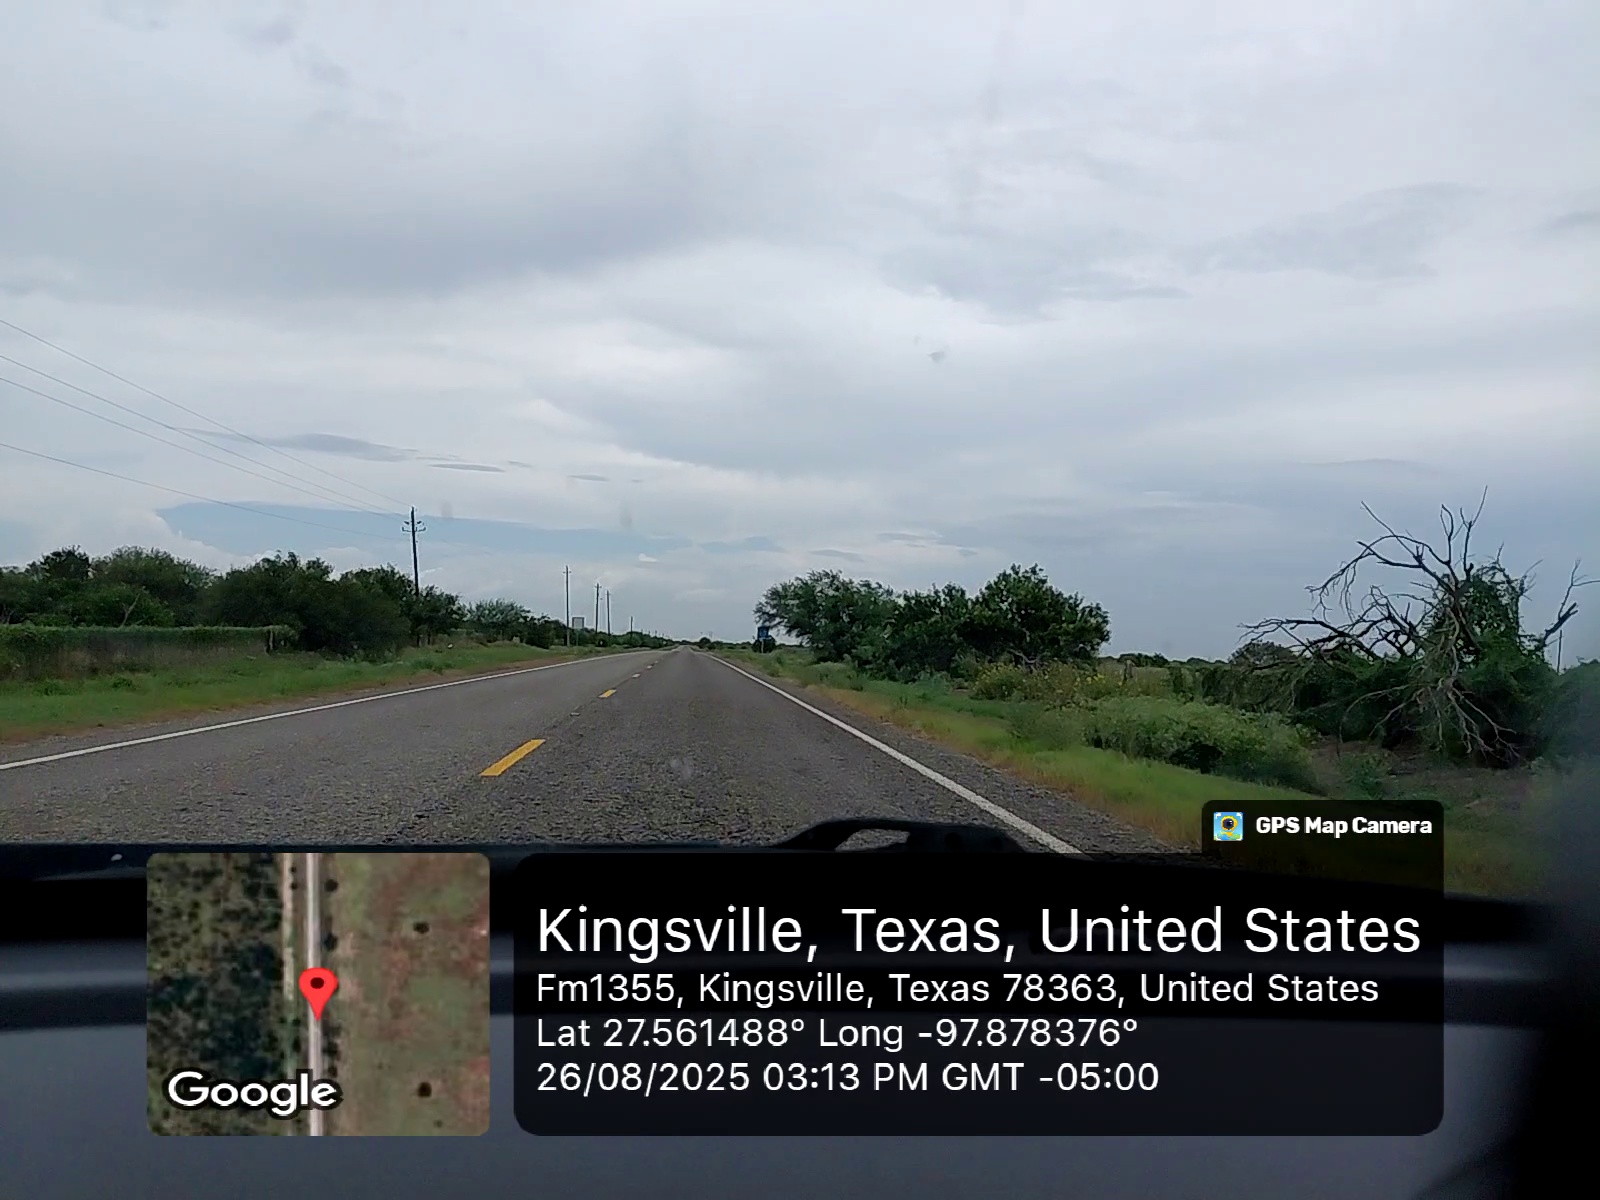 GPS Map Camera
Kingsville, Texas, United States
Fm1355, Kingsville, Texas 78363, United States
Lat 27.561488° Long -97.878376°
26/08/2025 03:13 PM GMT -05:00
Google